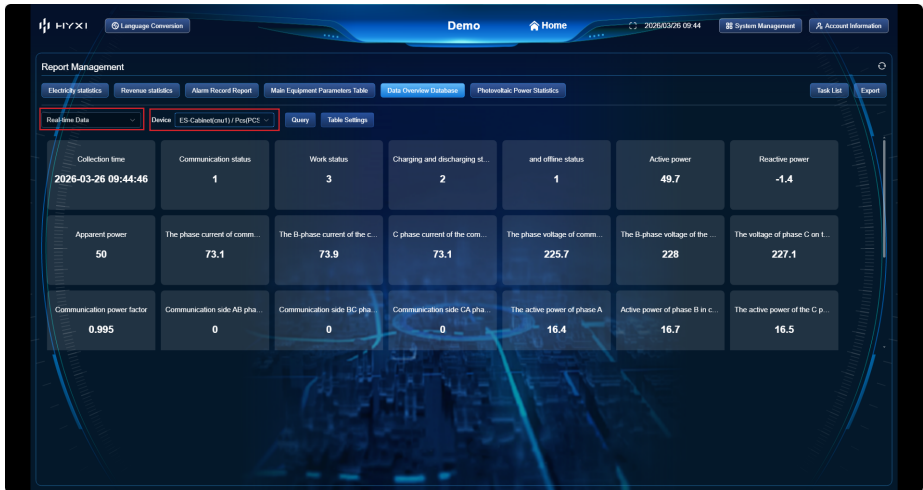 HYXI
Language Conversion
Demo
Home
2026/03/26 09:44
System Management
Account Information
Report Management
Electricity statistics
Revenue statistics
Alarm Record Report
Main Equipment Parameters Table
Data Overview Database
Photovoltaic Power Statistics
Task List
Export
Real-time Data
Device
ES-Cabinet(cnu1) / Pcs(PCS
Query
Table Settings
Collection time
2026-03-26 09:44:46
Communication status
1
Work status
3
Charging and discharging st...
2
and offline status
1
Active power
49.7
Reactive power
-1.4
Apparent power
50
The phase current of comm...
73.1
The B-phase current of the c...
73.9
C phase current of the com...
73.1
The phase voltage of comm...
225.7
The B-phase voltage of the ...
228
The voltage of phase C on t...
227.1
Communication power factor
0.995
Communication side AB pha...
0
Communication side BC pha...
0
Communication side CA pha...
0
The active power of phase A
16.4
Active power of phase B in c...
16.7
The active power of the C p...
16.5